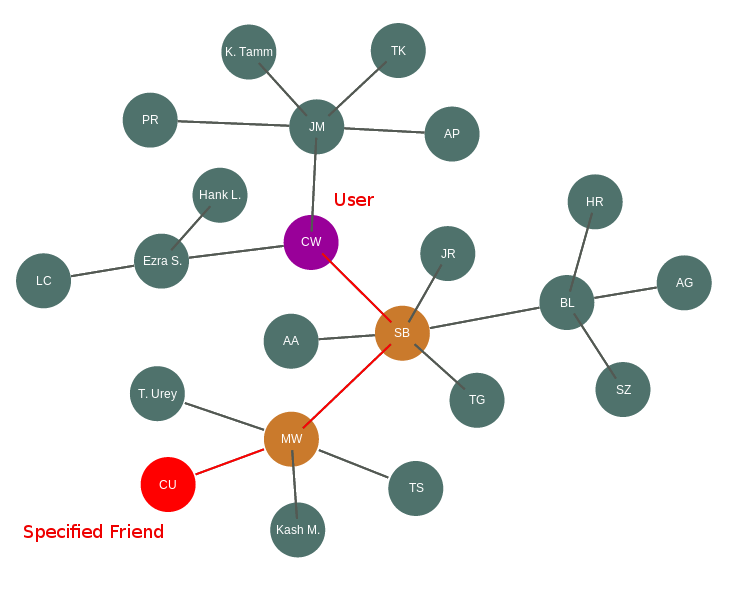 K. Tamm
TK
PR
JM
AP
Hank L.
User
HR
CW
JR
Ezra S.
LC
AG
BL
SB
AA
SZ
T. Urey
TG
MW
CU
TS
Specified Friend
Kash M.